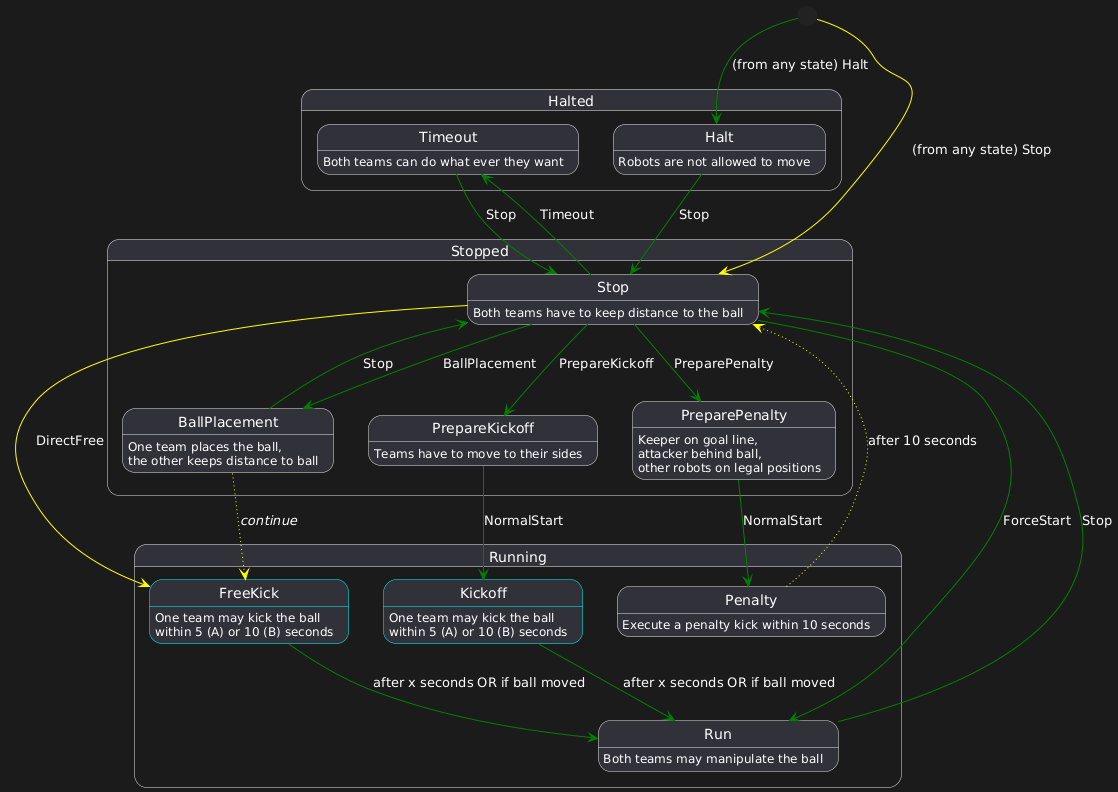 (from any state) Halt
Halted
Timeout
Both teams can do what ever they want
Halt
Robots are not allowed to move
(from any state) Stop
Stop
Timeout
Stop
Stopped
Stop
Both teams have to keep distance to the ball
Stop
BallPlacement
PrepareKickoff
PreparePenalty
BallPlacement
One team places the ball,
the other keeps distance to ball
PrepareKickoff
Teams have to move to their sides
PreparePenalty
Keeper on goal line,
attacker behind ball,
other robots on legal positions
DirectFree
after 10 seconds
continue
NormalStart
NormalStart
ForceStart
Stop
Running
FreeKick
One team may kick the ball
within 5 (A) or 10 (B) seconds
Kickoff
One team may kick the ball
within 5 (A) or 10 (B) seconds
Penalty
Execute a penalty kick within 10 seconds
after x seconds OR if ball moved
after x seconds OR if ball moved
Run
Both teams may manipulate the ball